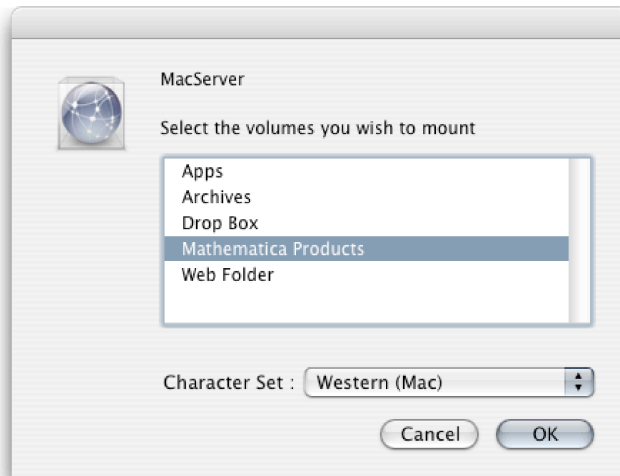 MacServer
Select the volumes you wish to mount
Apps
Archives
Drop Box
Mathematica Products
Web Folder
Character Set : Western (Mac)
Cancel OK